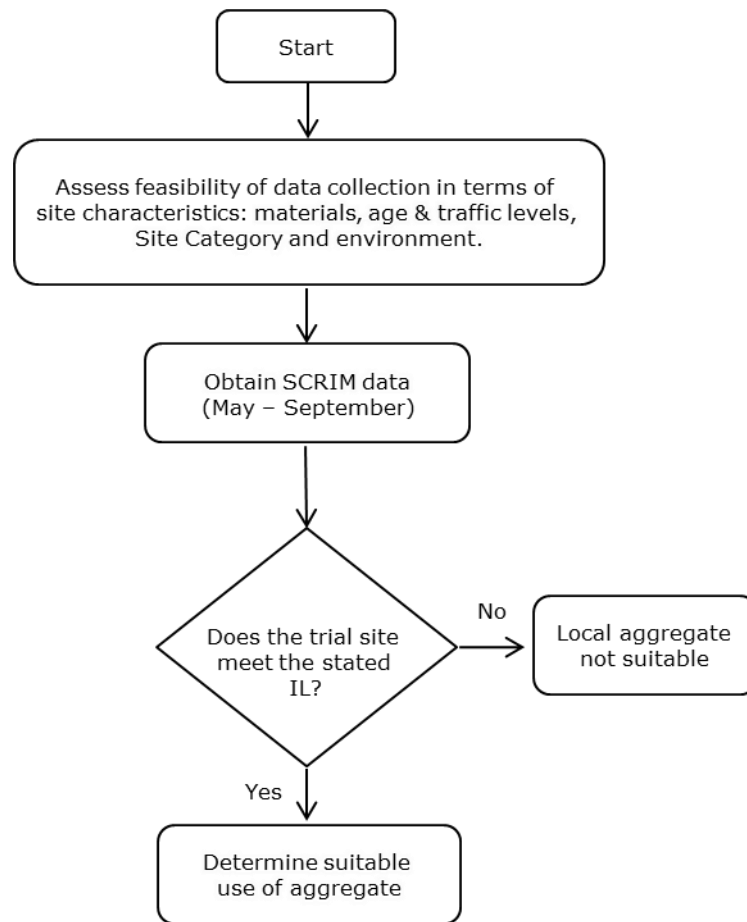 Start
Assess feasibility of data collection in terms of
site characteristics: materials, age & traffic levels,
Site Category and environment.
Obtain SCRIM data
(May – September)
Does the trial site
meet the stated
IL?
No
Local aggregate
not suitable
Yes
Determine suitable
use of aggregate